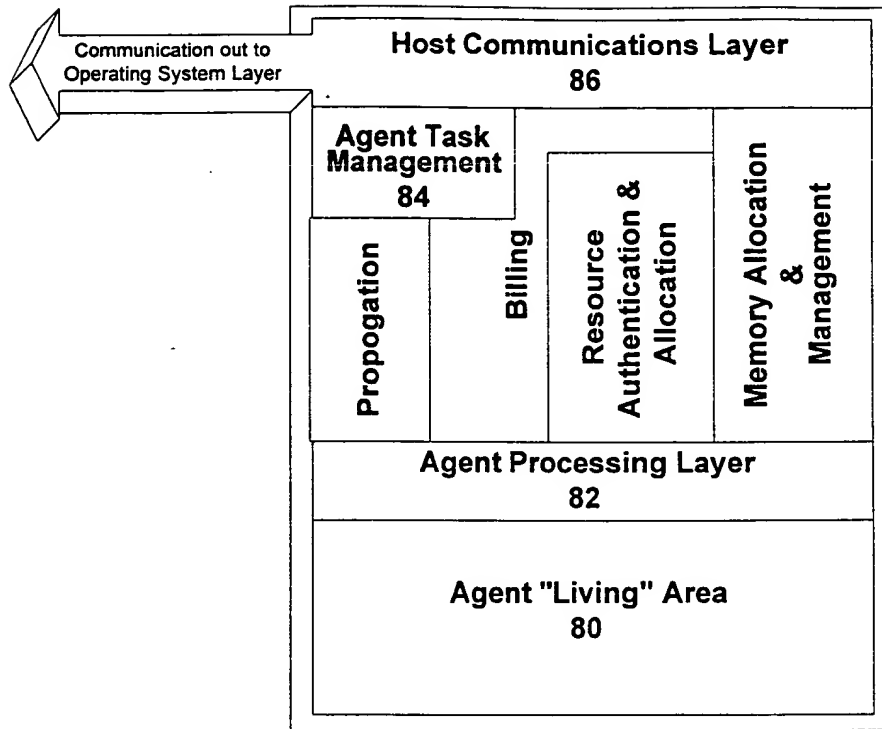 Communication out to
Operating System Layer
Host Communications Layer
86
Agent Task
Management
84
Propogation
Billing
Resource
Authentication &
Allocation
Memory Allocation
&
Management
Agent Processing Layer
82
Agent "Living" Area
80